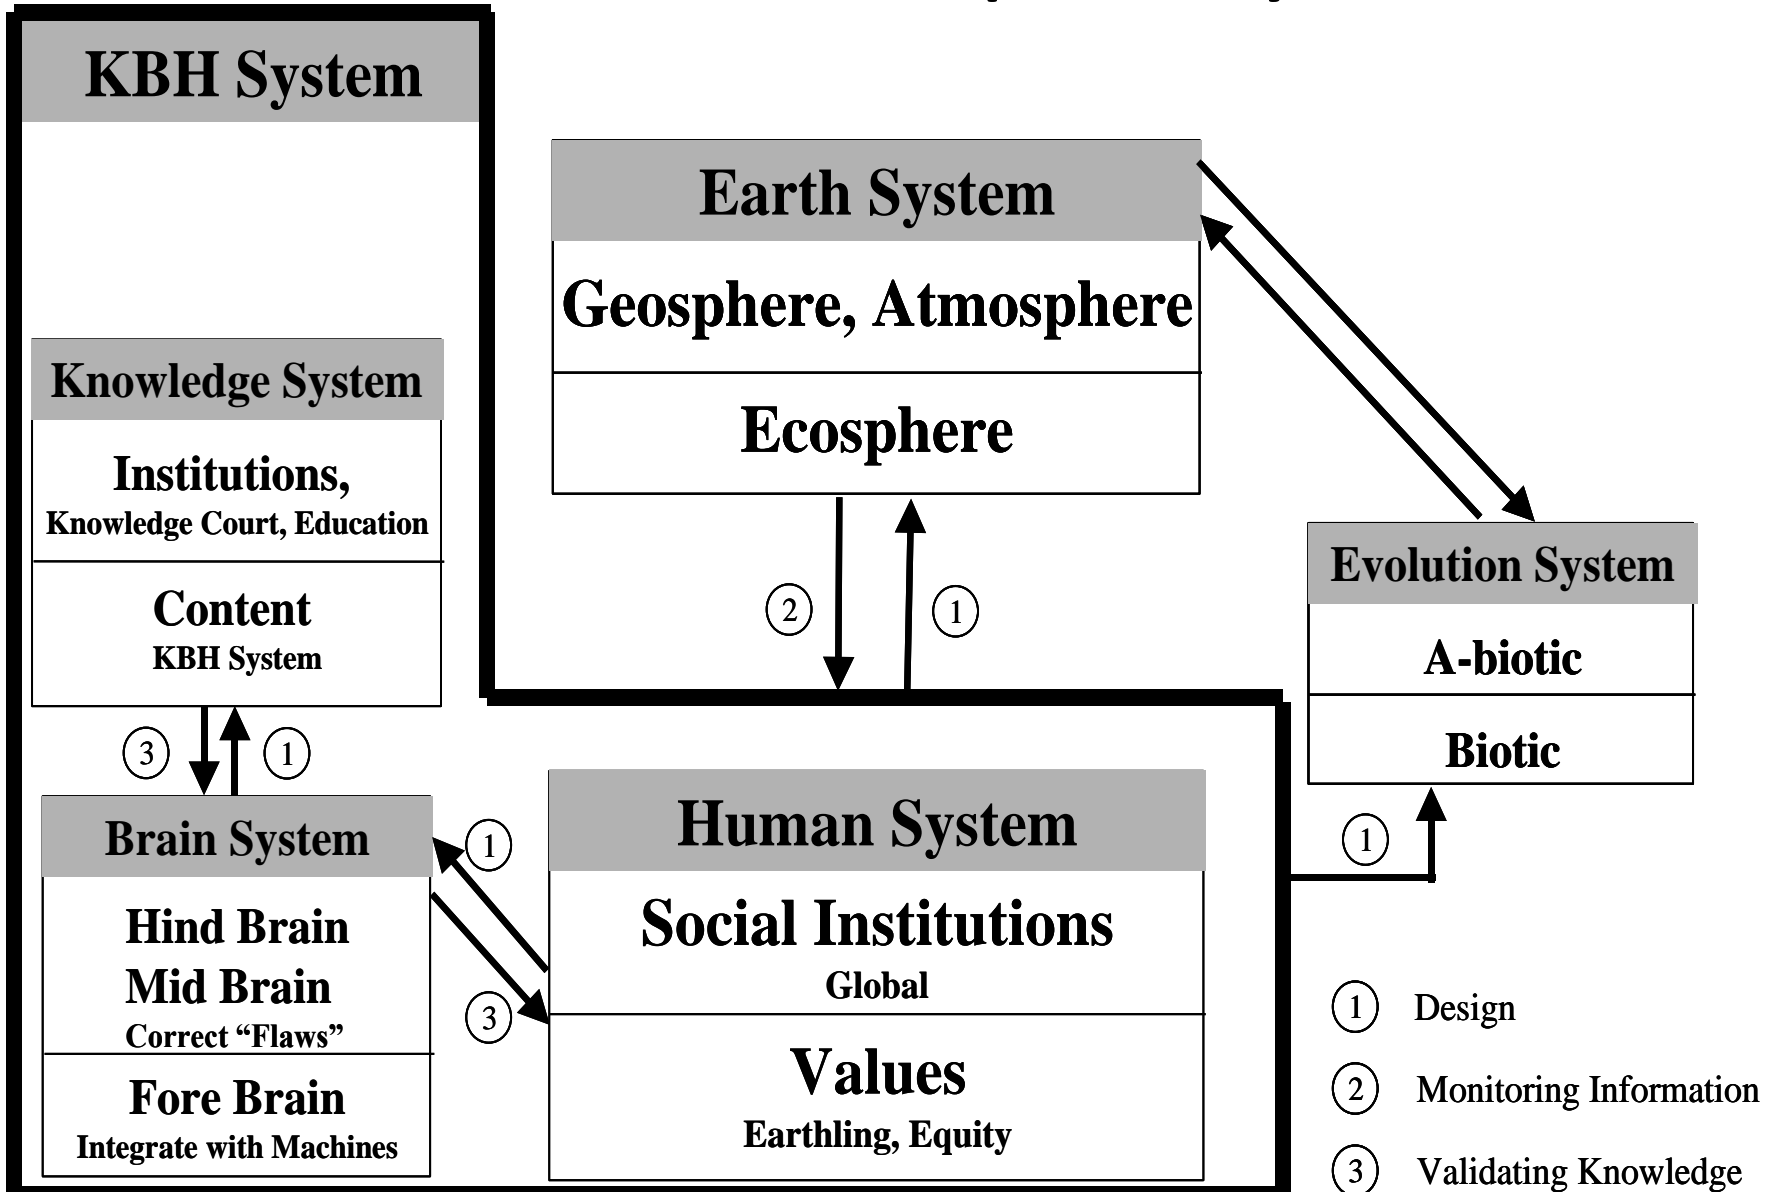 KBH System
Earth System
Geosphere, Atmosphere
Ecosphere
Knowledge System
Institutions,
Knowledge Court, Education
Content
KBH System
2
1
Evolution System
A-biotic
Biotic
3
1
1
Brain System
Hind Brain
Mid Brain
Correct “Flaws”
Fore Brain
Integrate with Machines
1
3
Human System
Social Institutions
Global
Values
Earthling, Equity
1 Design
2 Monitoring Information
3 Validating Knowledge